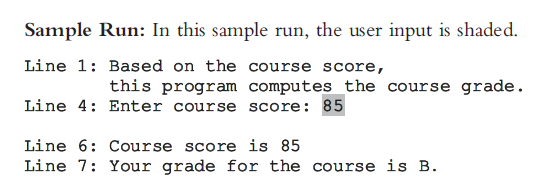 Sample Run: In this sample run, the user input is shaded.
Line 1: Based on the course score,
this program computes the course grade.
Line 4: Enter course score: 85
Line 6: Course score is 85
Line 7: Your grade for the course is B.